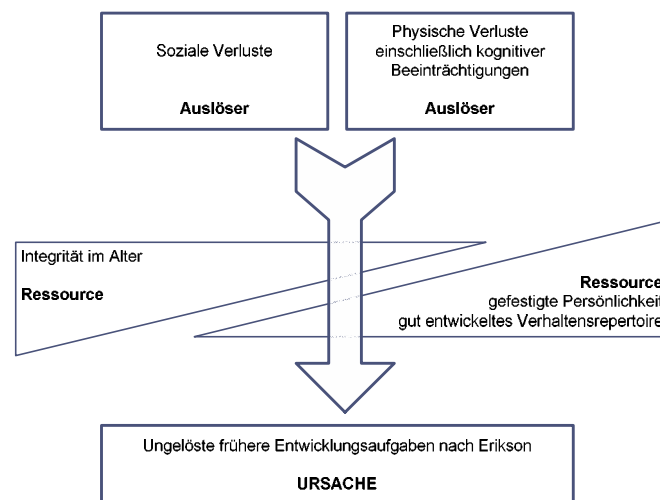 Soziale Verluste
Auslöser
Physische Verluste
einschließlich kognitiver
Beeinträchtigungen
Auslöser
Integrität im Alter
Ressource
Ressource
gefestigte Persönlichkeit
gut entwickeltes Verhaltensrepertoire
Ungelöste frühere Entwicklungsaufgaben nach Erikson
URSACHE